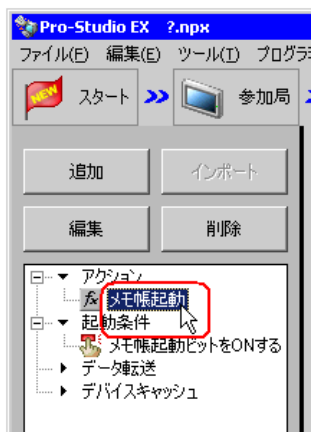 Pro-Studio EX ?.npx
ファイル(F) 編集(E) ツール(T) プログラ
NEW スタート 参加局
追加 インポート
編集 削除
アクション
fx メモ帳起動
起動条件
メモ帳起動ビットをONする
データ転送
デバイスキャッシュ